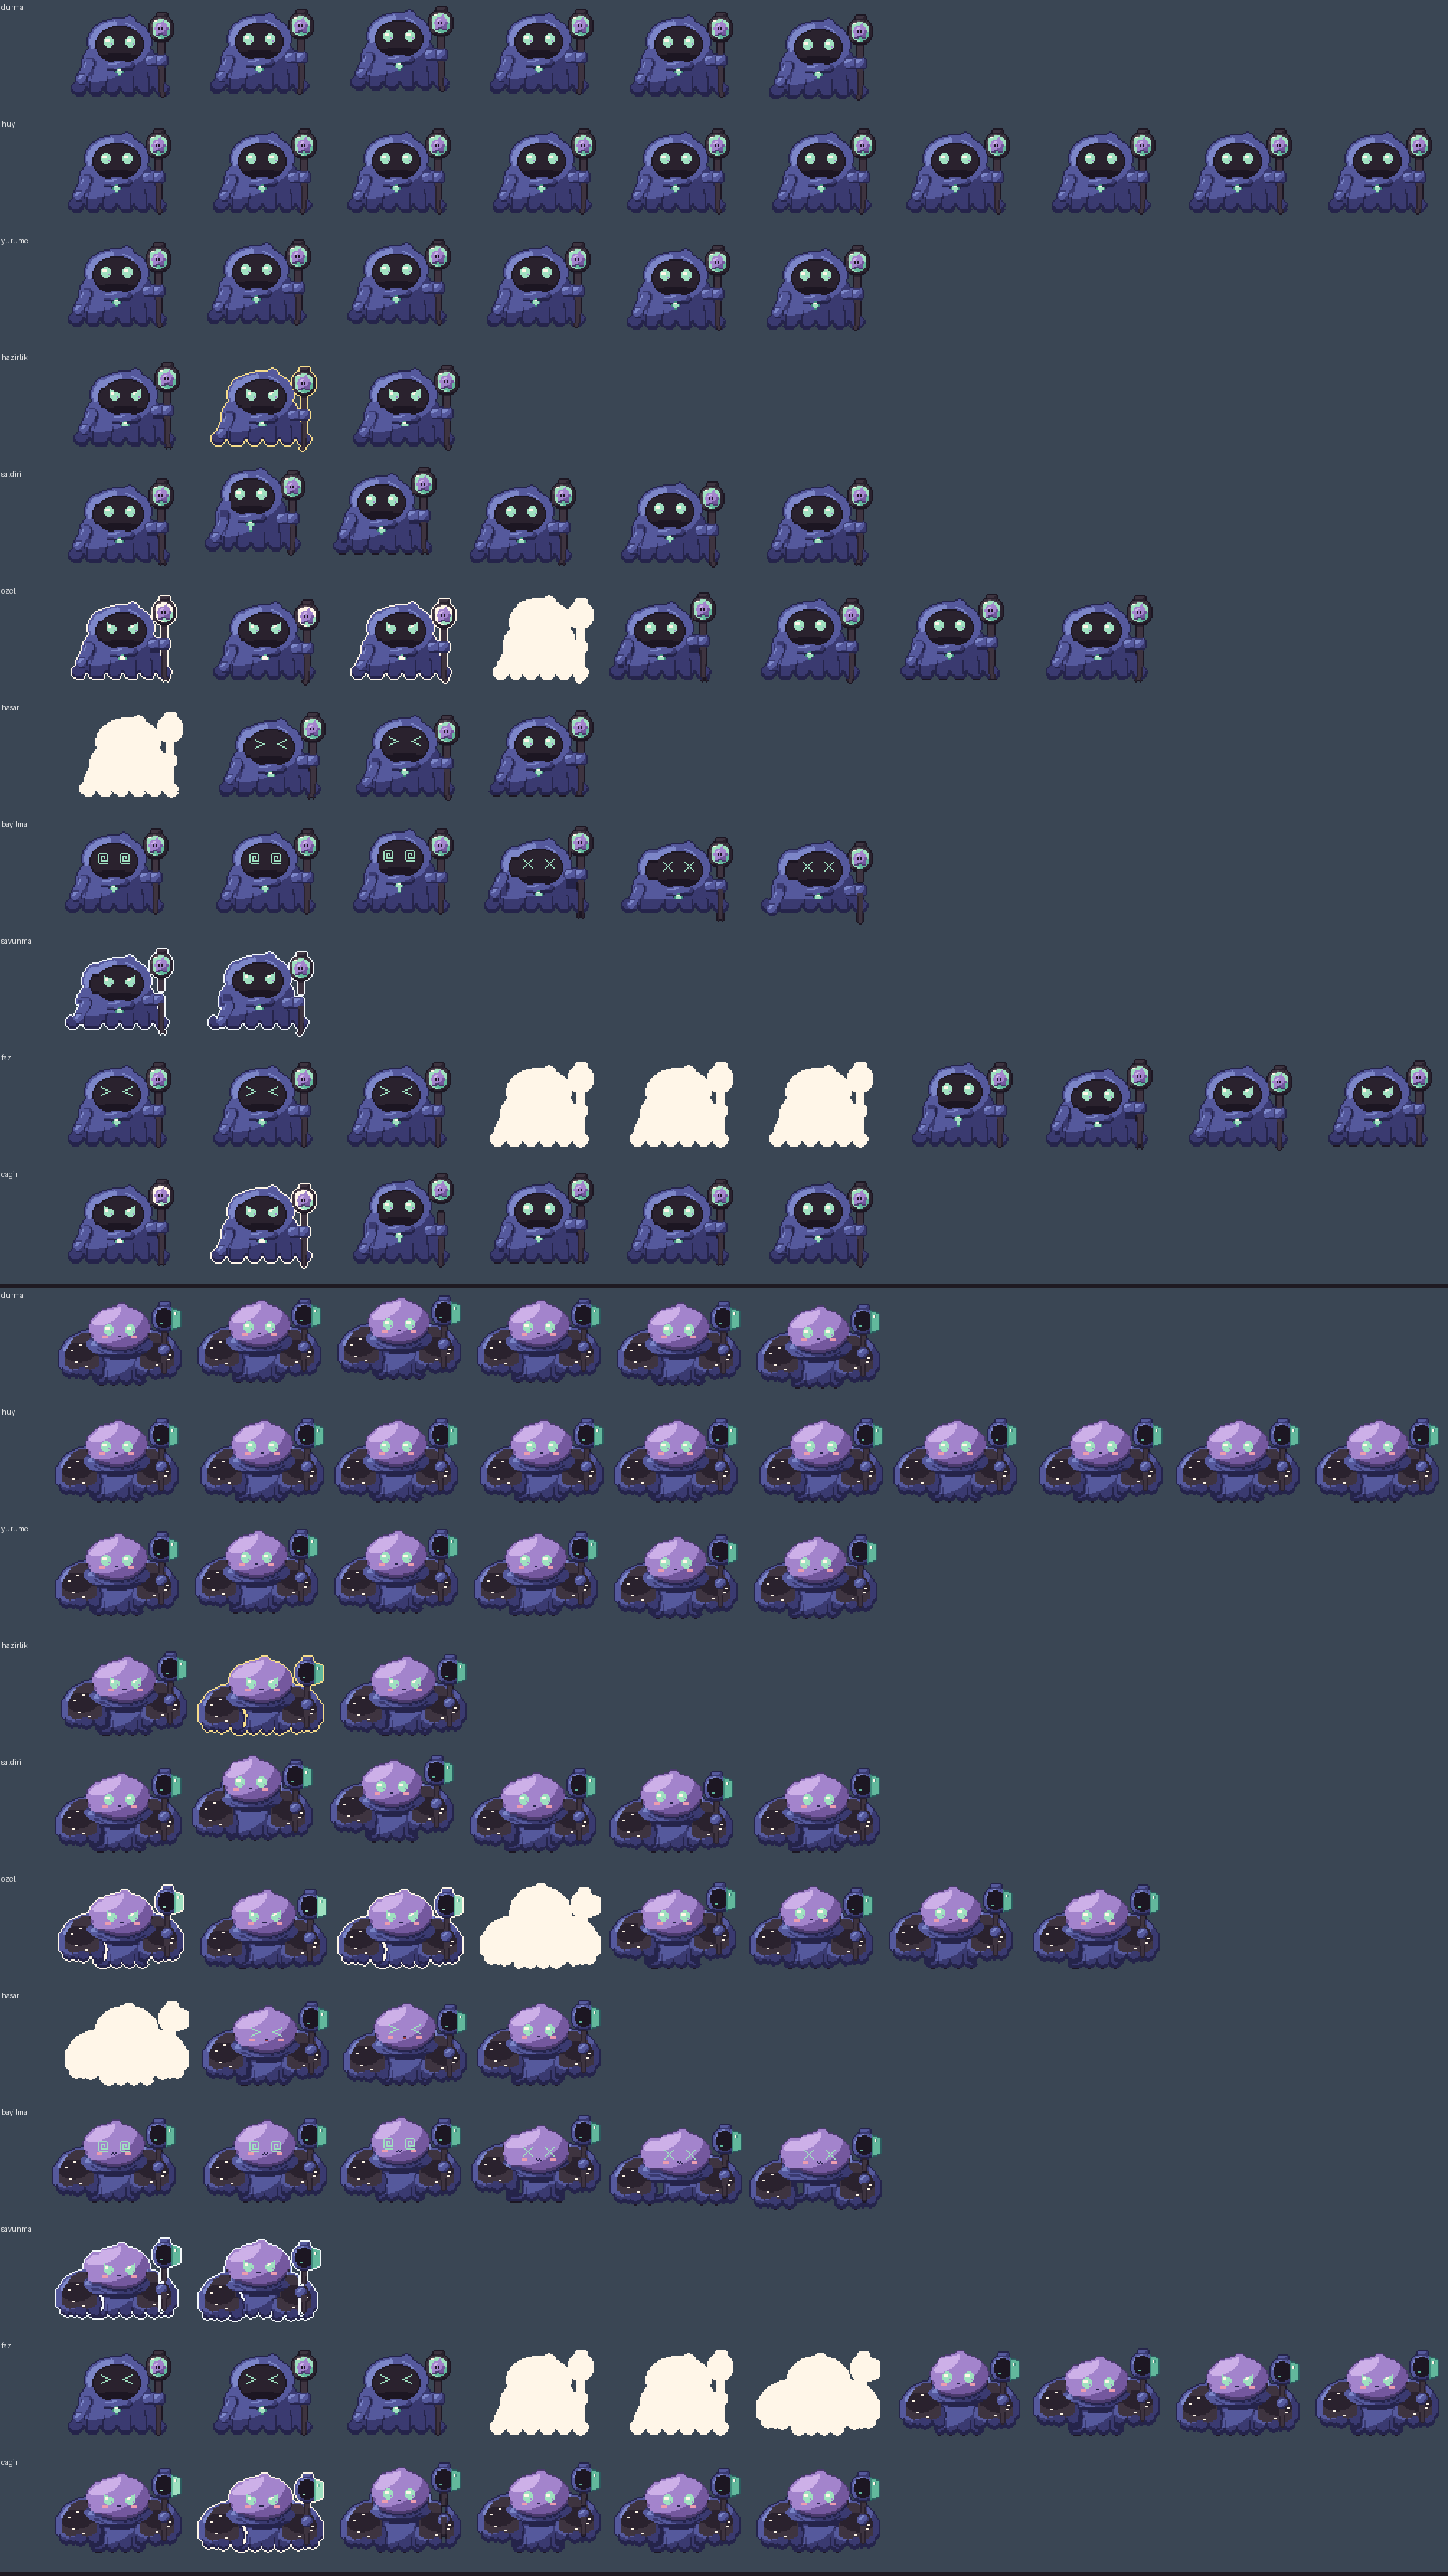 durma
huy
yurume
hazirlik
saldiri
ozel
hasar
bayilma
savunma
faz
cagir
durma
huy
yurume
hazirlik
saldiri
ozel
hasar
bayilma
savunma
faz
cagir